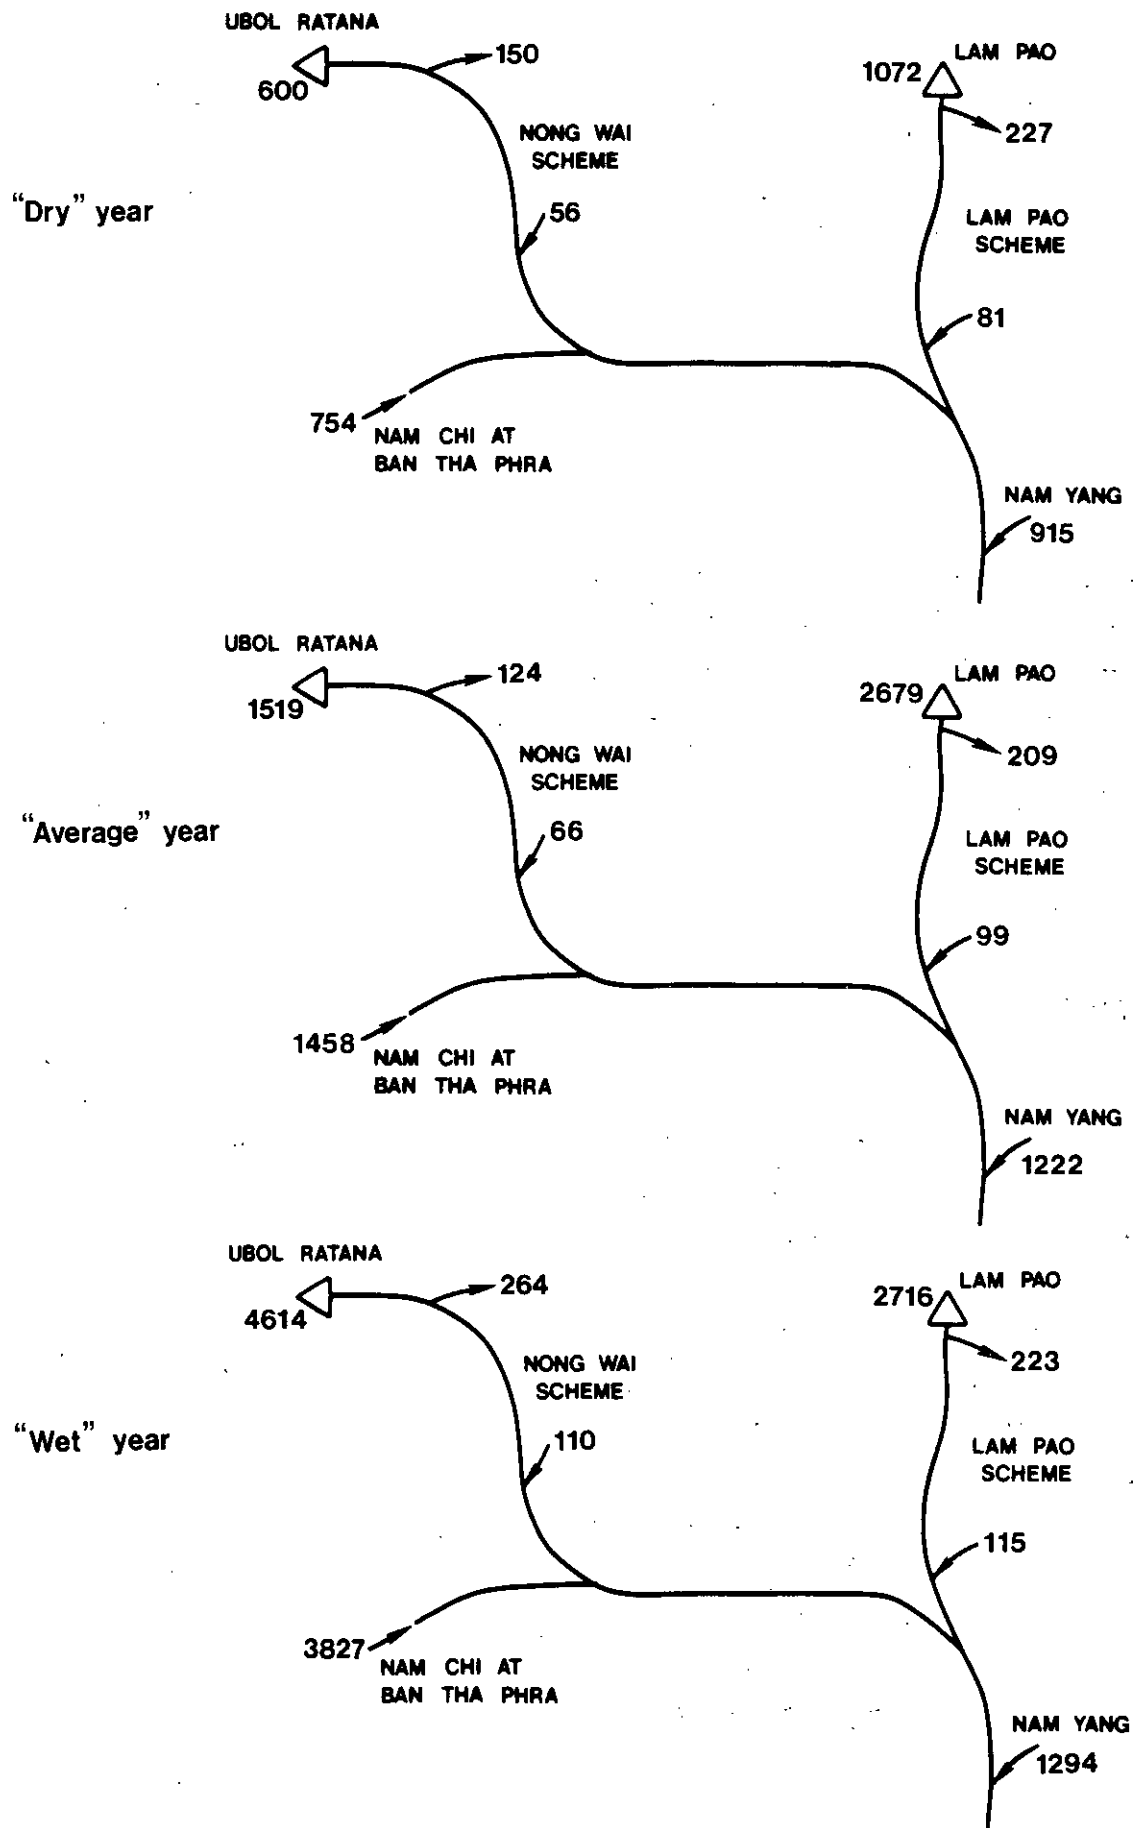 UBOL RATANA
600
150
NONG WAI
SCHEME
56
LAM PAO
1072
227
LAM PAO
SCHEME
81
"Dry" year
754
NAM CHI AT
BAN THA PHRA
NAM YANG
915
UBOL RATANA
1519
124
NONG WAI
SCHEME
66
LAM PAO
2679
209
LAM PAO
SCHEME
99
"Average" year
1458
NAM CHI AT
BAN THA PHRA
NAM YANG
1222
UBOL RATANA
4614
264
NONG WAI
SCHEME
110
LAM PAO
2716
223
LAM PAO
SCHEME
115
"Wet" year
3827
NAM CHI AT
BAN THA PHRA
NAM YANG
1294